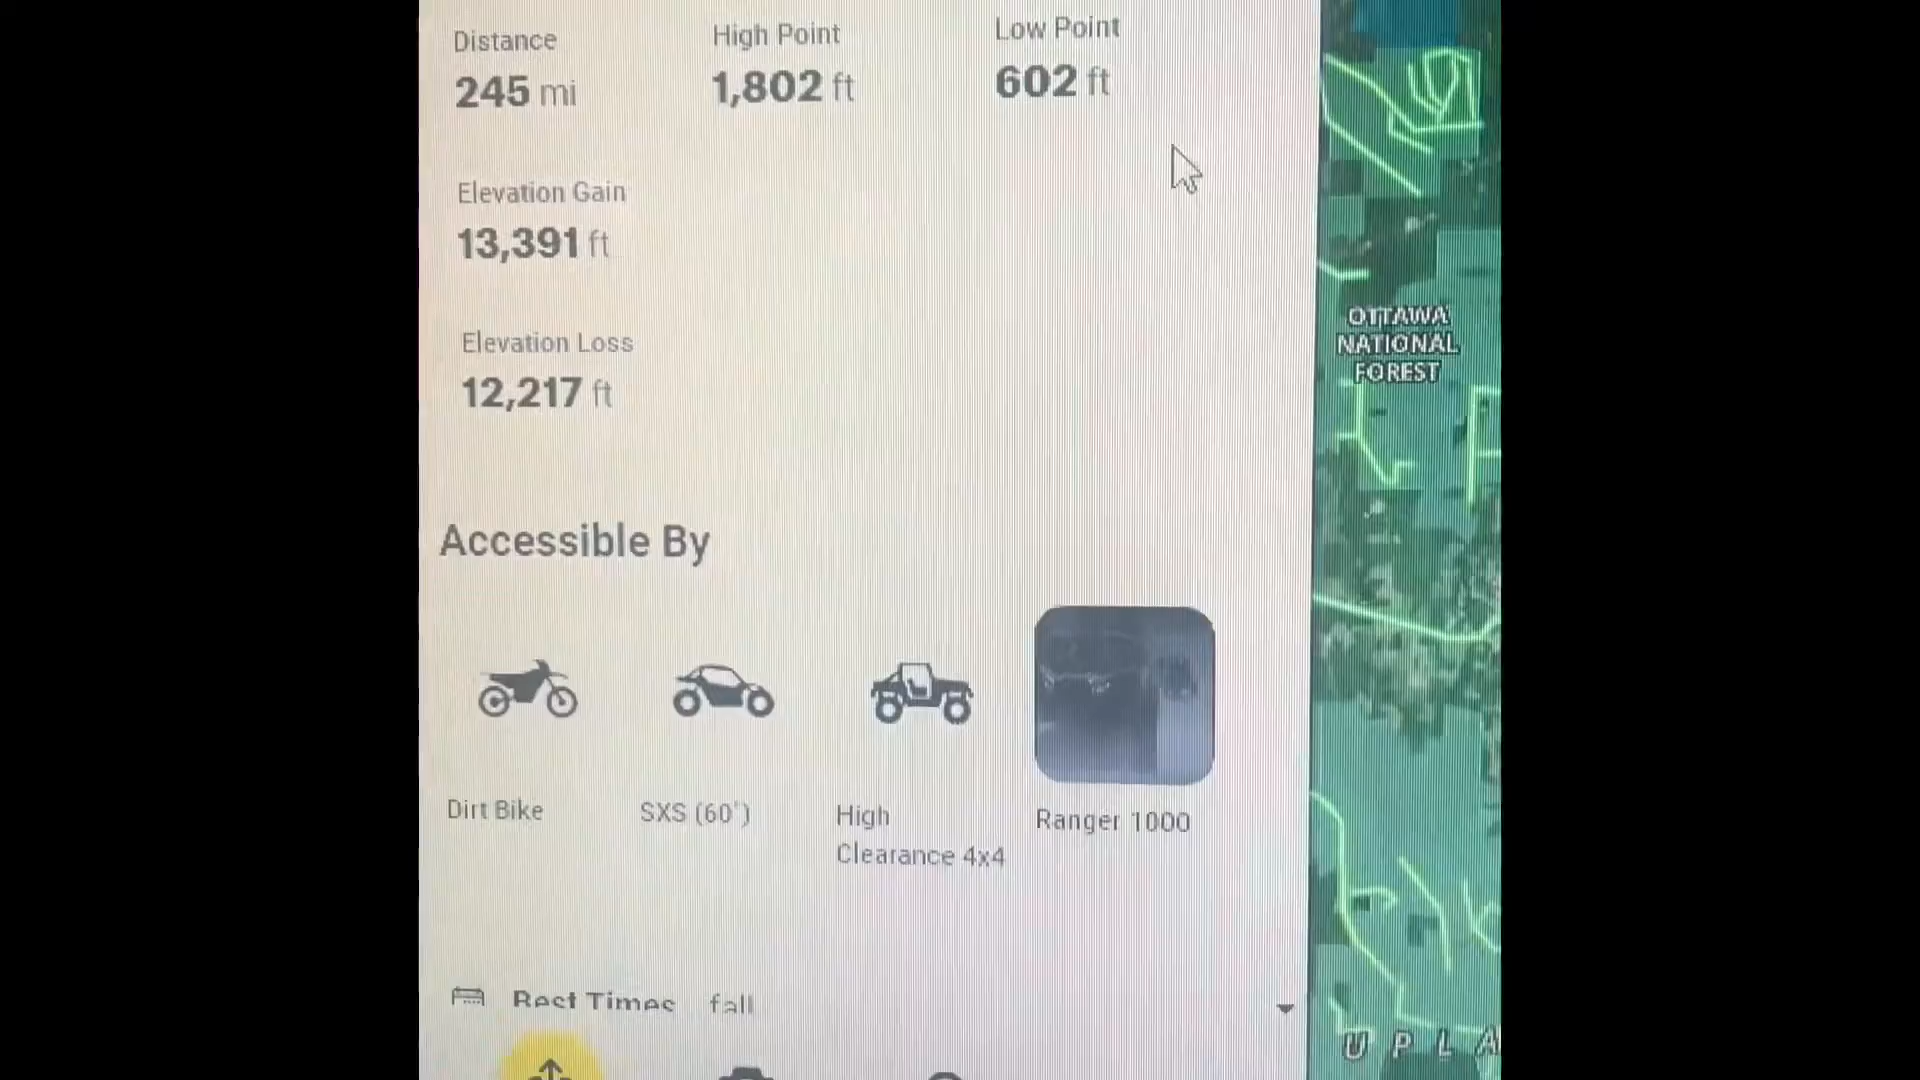 Distance
High Point
Low Point
245 mi
1,802 ft
602 ft
Elevation Gain
13,391 ft
Elevation Loss
12,217 ft
Accessible By
Dirt Bike
SXS (60")
High
Clearance 4x4
Ranger 1000
Best Times fall
OTTAWA
NATIONAL
FOREST
U P L A